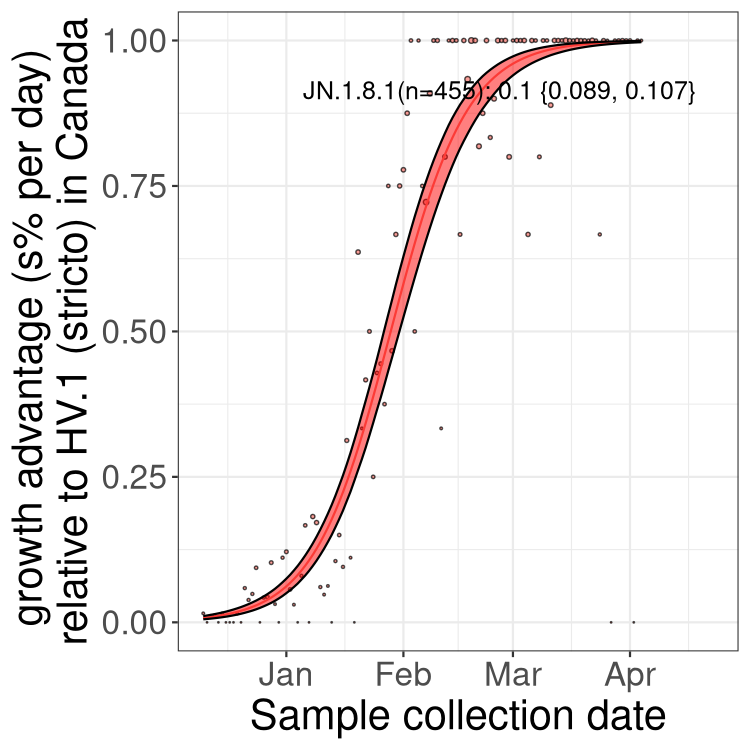 growth advantage (s% per day)
relative to HV.1 (stricto) in Canada
1.00
0.75
0.50
0.25
0.00
JN.1.8.1(n=455): 0.1 {0.089, 0.107}
Jan Feb Mar Apr
Sample collection date